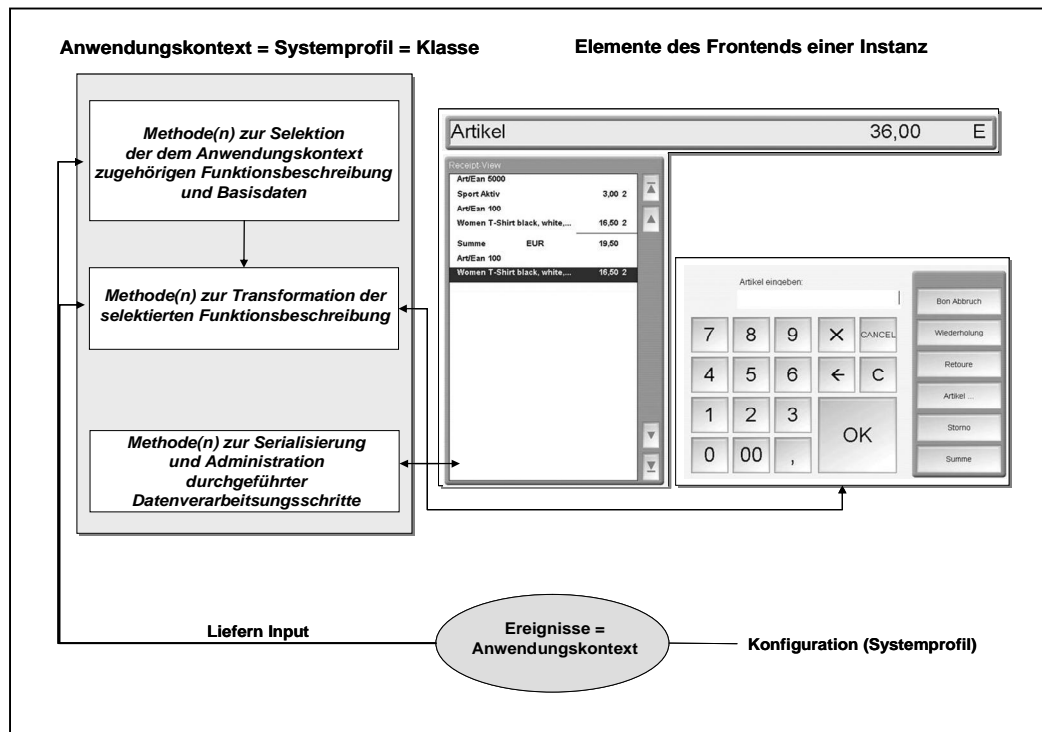 Anwendungskontext = Systemprofil = Klasse
Elemente des Frontends einer Instanz
Methode(n) zur Selektion
der dem Anwendungskontext
zugehörigen Funktionsbeschreibung
und Basisdaten
Methode(n) zur Transformation der
selektierten Funktionsbeschreibung
Methode(n) zur Serialisierung
und Administration
durchgeführter
Datenverarbeitsungsschritte
Artikel 36,00 E
Receipt View
Art/Ean 5000
Sport Aktiv 3,00 2
Art/Ean 100
Women T-Shirt black, white,... 16,50 2
Summe EUR 19,50
Art/Ean 100
Women T-Shirt black, white,... 16,50 2
Artikel eingeben:
7 8 9 X CANCEL
4 5 6 ← C
1 2 3 OK
0 00 ,
Bon Abbruch
Wiederholung
Retoure
Artikel ...
Storno
Summe
Liefern Input
Ereignisse =
Anwendungskontext
Konfiguration (Systemprofil)